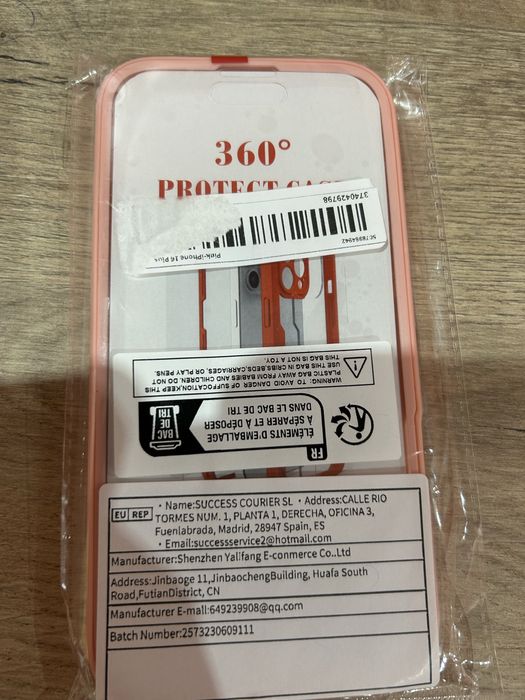 360°
PROTECT CASE
3740429798
SC78984942
Pink-iPhone 16 Plus
WARNING: TO AVOID DANGER OF SUFFOCATION,KEEP THIS
PLASTIC BAG AWAY FROM BABIES AND CHILDREN DO NOT
USE THIS BAG IN CRIBS,BEDS,CARRIAGES, OR PLAY PENS.
THIS BAG IS NOT A TOY.
FR
ÉLÉMENTS D'EMBALLAGE
À SÉPARER ET À DÉPOSER
DANS LE BAC DE TRI
BAC
DE
TRI
EU REP
• Name:SUCCESS COURIER SL • Address:CALLE RIO
TORMES NUM. 1, PLANTA 1, DERECHA, OFICINA 3,
Fuenlabrada, Madrid, 28947 Spain, ES
• Email:successservice2@hotmail.com
Manufacturer:Shenzhen Yalifang E-conmerce Co.,Ltd
Address:Jinbaoge 11,JinbaochengBuilding, Huafa South
Road,FutianDistrict, CN
Manufacturer E-mail:649239908@qq.com
Batch Number:2573230609111